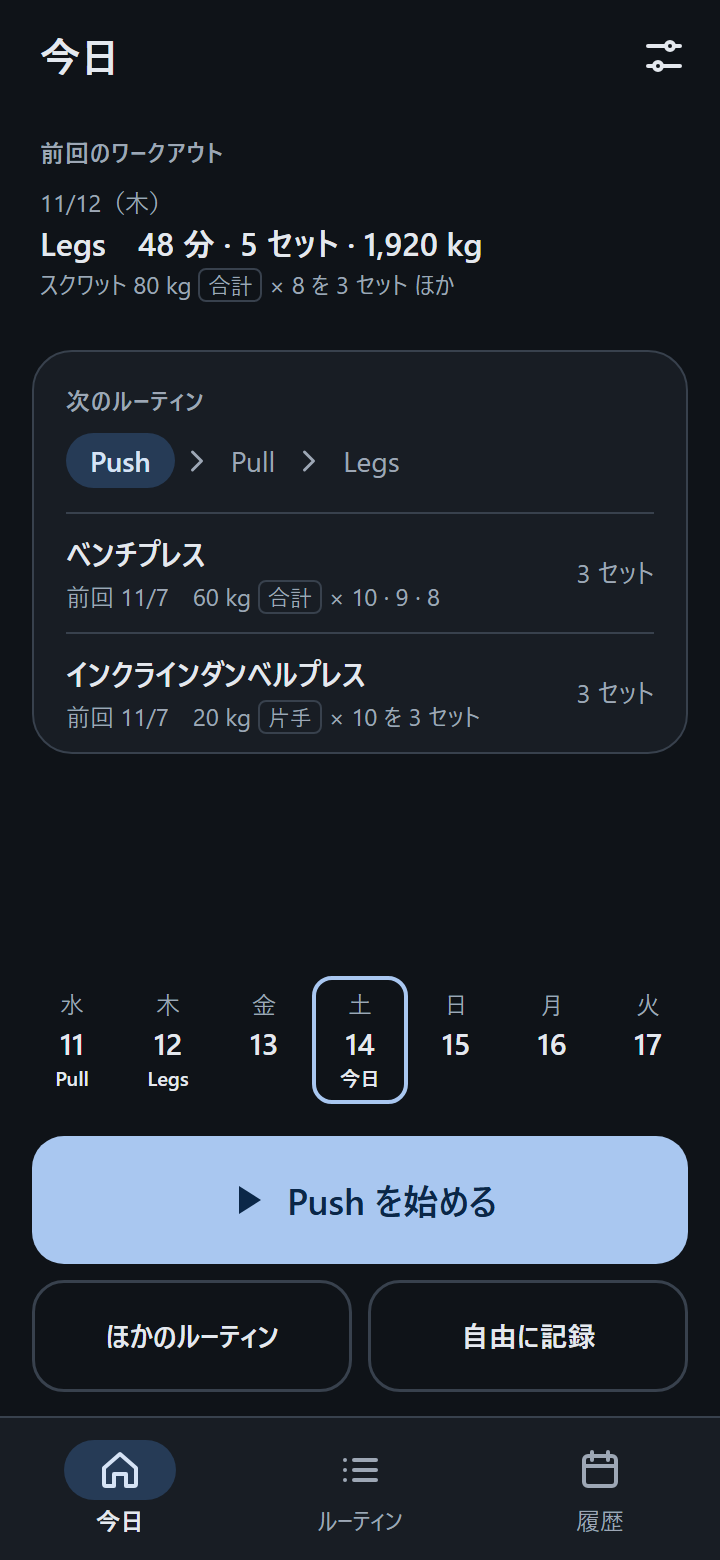 今日
前回のワークアウト
11/12（木）
Legs 48 分 · 5 セット · 1,920 kg
スクワット 80 kg 合計 × 8 を 3 セット ほか
次のルーティン
Push > Pull > Legs
ベンチプレス
前回 11/7 60 kg 合計 × 10 · 9 · 8
3 セット
インクラインダンベルプレス
前回 11/7 20 kg 片手 × 10 を 3 セット
3 セット
水 木 金 土 日 月 火
11 12 13 14 15 16 17
Pull Legs 今日
Push を始める
ほかのルーティン 自由に記録
今日 ルーティン 履歴